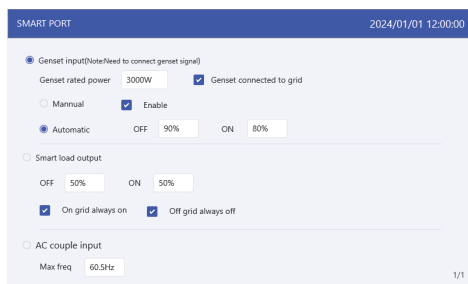 SMART PORT 2024/01/01 12:00:00
Genset input(Note:Need to connect genset signal)
Genset rated power 3000W Genset connected to grid
Mannual Enable
Automatic OFF 90% ON 80%
Smart load output
OFF 50% ON 50%
On grid always on Off grid always off
AC couple input
Max freq 60.5Hz
1/1